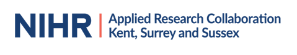 NIHR | Applied Research Collaboration
Kent, Surrey and Sussex